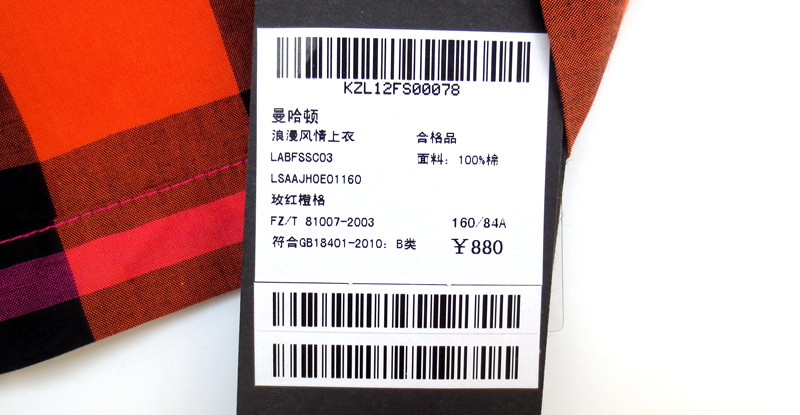 KZL12FS00078
曼哈顿
浪漫风情上衣 合格品
LABFSSC03 面料: 100%棉
LSAAJH0E01160
玫红橙格
FZ/T 81007-2003 160/84A
符合GB18401-2010: B类 ￥880